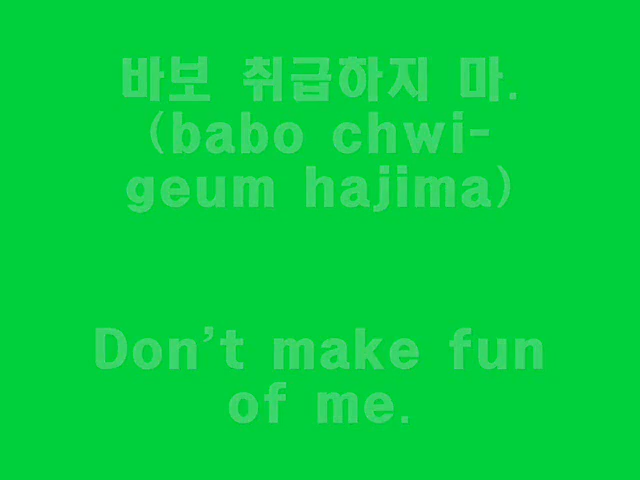 바보 취급하지 마.
(babo chwi-
geum hajima)
Don't make fun
of me.